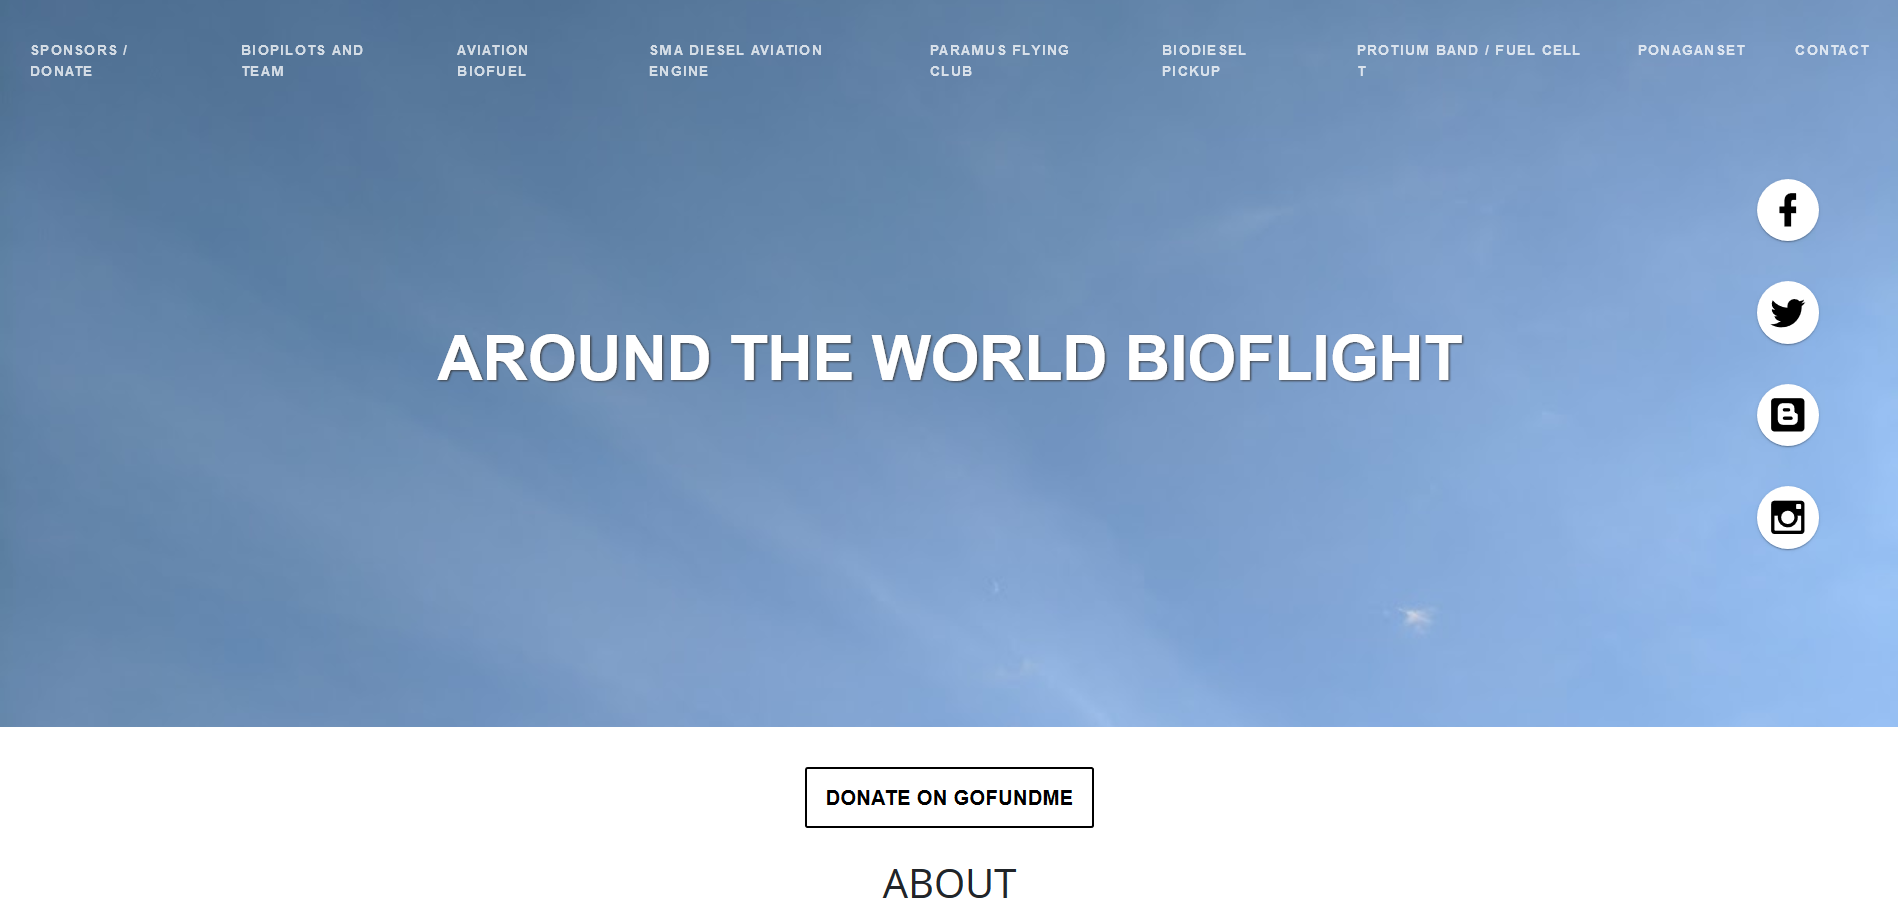 SPONSORS /
DONATE
BIOPILOTS AND
TEAM
AVIATION
BIOFUEL
SMA DIESEL AVIATION
ENGINE
PARAMUS FLYING
CLUB
BIODIESEL
PICKUP
PROTIUM BAND / FUEL CELL
T
PONAGANSET
CONTACT
AROUND THE WORLD BIOFLIGHT
DONATE ON GOFUNDME
ABOUT